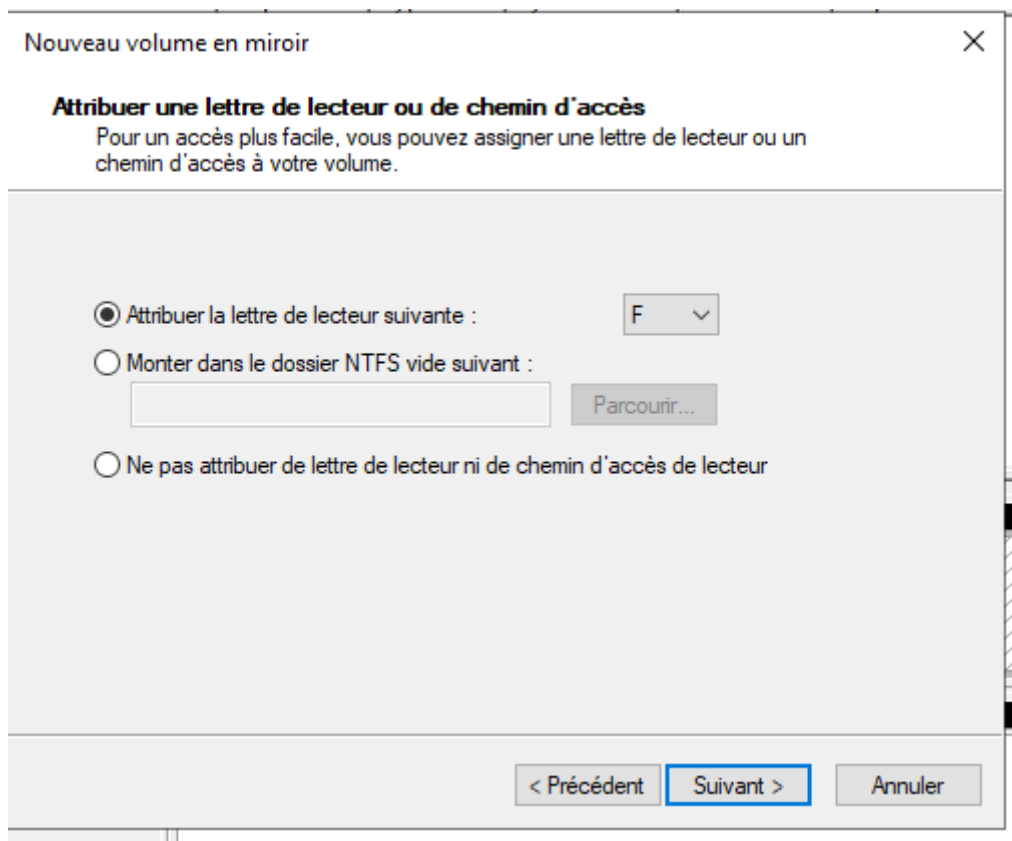 Nouveau volume en miroir
Attribuer une lettre de lecteur ou de chemin d'accès
Pour un accès plus facile, vous pouvez assigner une lettre de lecteur ou un
chemin d'accès à votre volume.
Attribuer la lettre de lecteur suivante : F
Monter dans le dossier NTFS vide suivant :
Parcourir...
Ne pas attribuer de lettre de lecteur ni de chemin d'accès de lecteur
< Précédent Suivant > Annuler